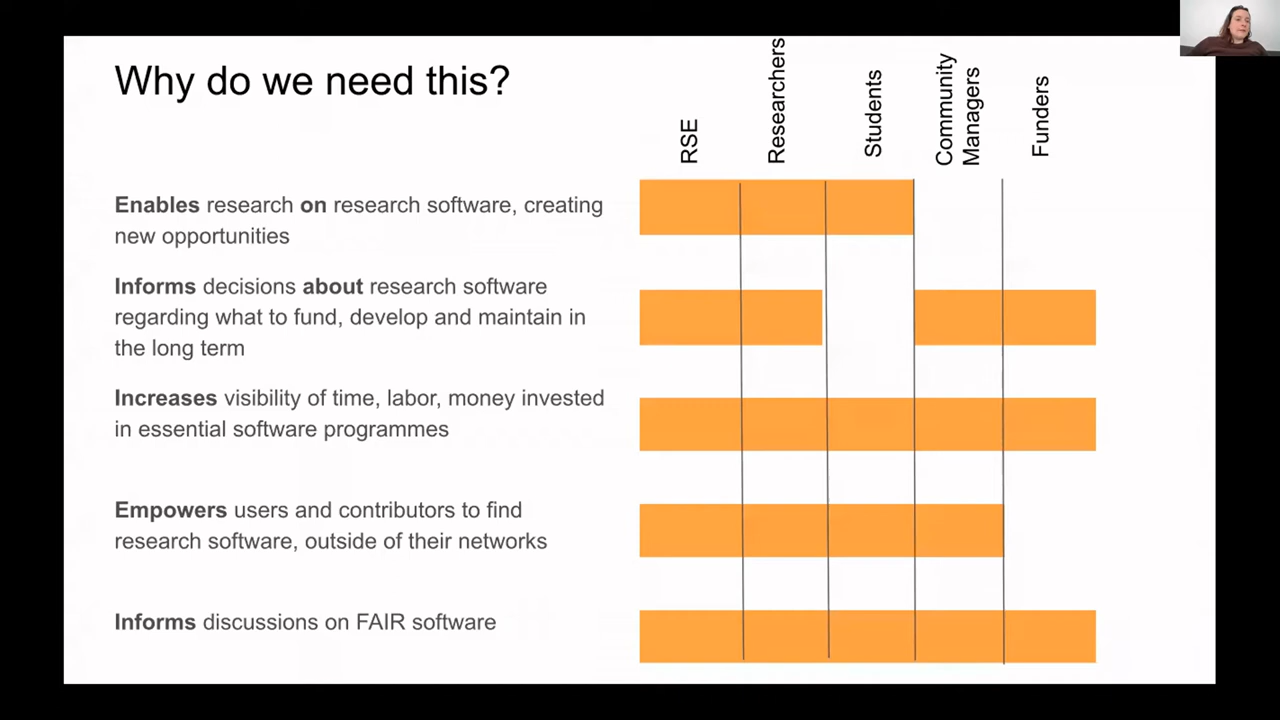 Why do we need this?
RSE
Researchers
Students
Community
Managers
Funders
Enables research on research software, creating
new opportunities
Informs decisions about research software
regarding what to fund, develop and maintain in
the long term
Increases visibility of time, labor, money invested
in essential software programmes
Empowers users and contributors to find
research software, outside of their networks
Informs discussions on FAIR software